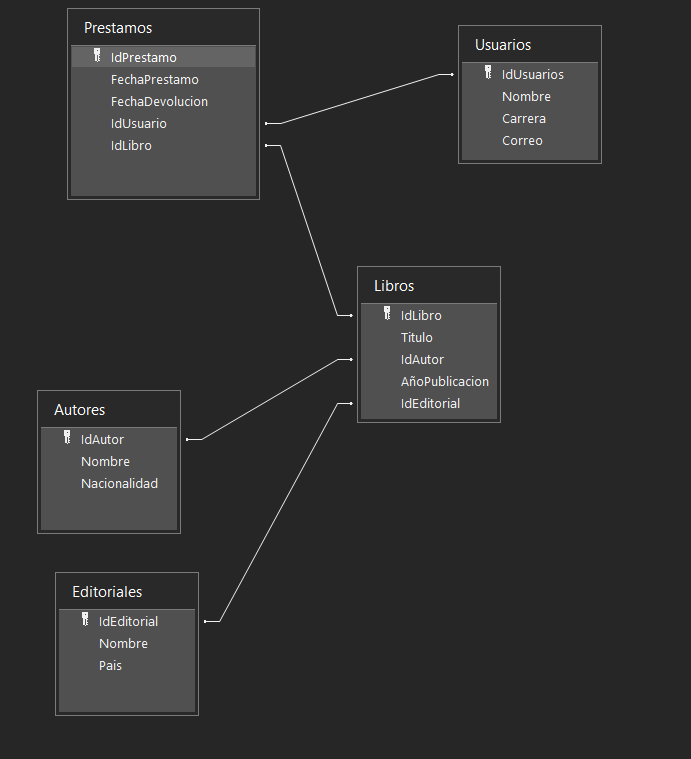 Prestamos
IdPrestamo
FechaPrestamo
FechaDevolucion
IdUsuario
IdLibro
Usuarios
IdUsuarios
Nombre
Carrera
Correo
Libros
IdLibro
Titulo
IdAutor
AñoPublicacion
IdEditorial
Autores
IdAutor
Nombre
Nacionalidad
Editoriales
IdEditorial
Nombre
Pais